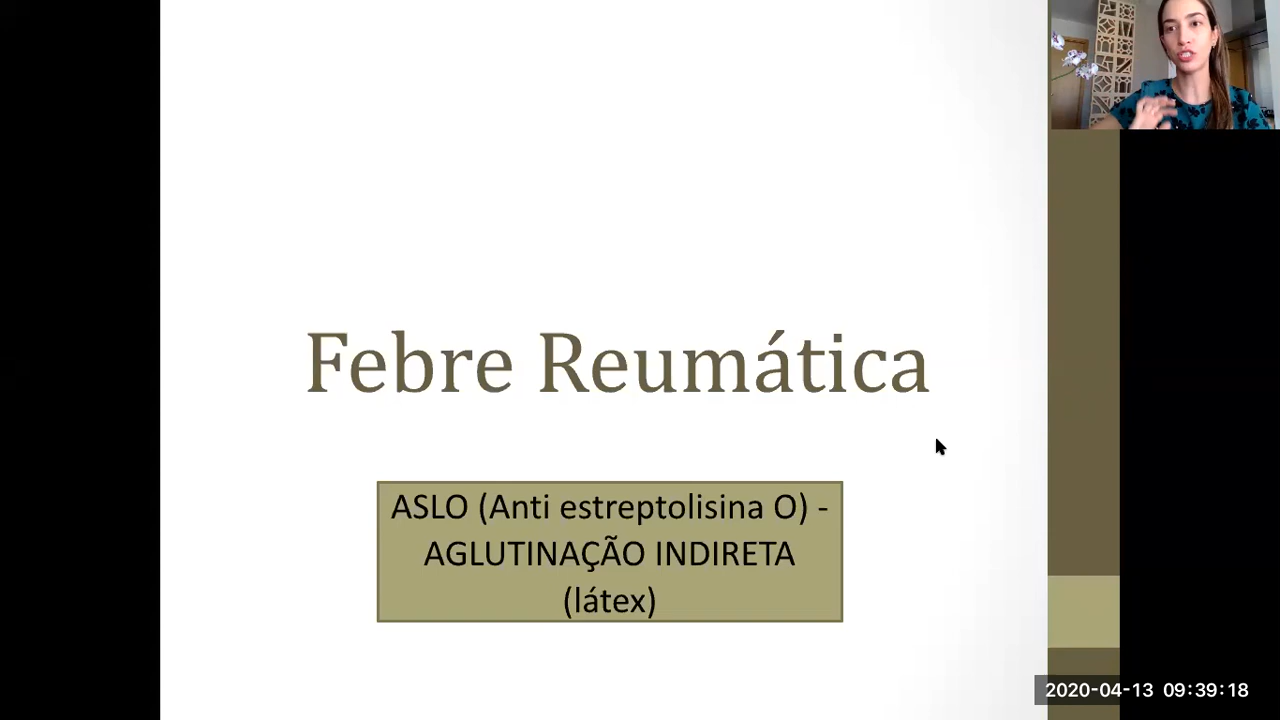 Febre Reumática
ASLO (Anti estreptolisina O) -
AGLUTINAÇÃO INDIRETA
(látex)
2020-04-13 09:39:18